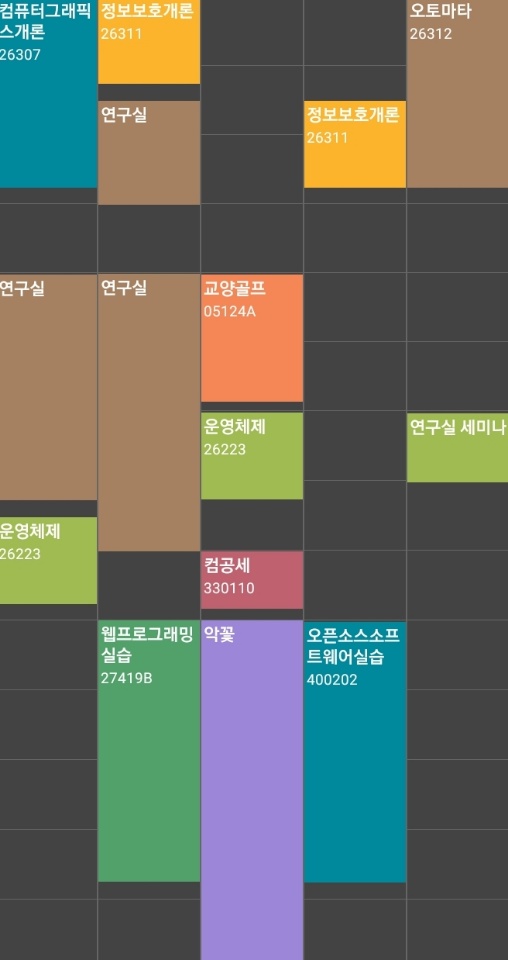 컴퓨터그래픽
스개론
26307
정보보호개론
26311
오토마타
26312
연구실
정보보호개론
26311
연구실
연구실
교양골프
05124A
운영체제
26223
연구실 세미나
운영체제
26223
컴공세
330110
웹프로그래밍
실습
27419B
악꽃
오픈소스소프
트웨어실습
400202